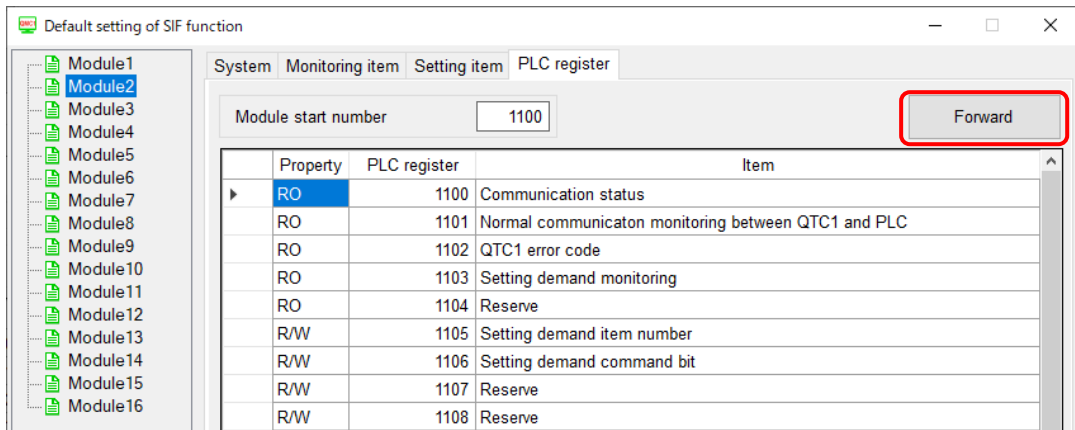 QMC1 Default setting of SIF function
Module1
Module2
Module3
Module4
Module5
Module6
Module7
Module8
Module9
Module10
Module11
Module12
Module13
Module14
Module15
Module16
System Monitoring item Setting item PLC register
Module start number 1100 Forward
Property PLC register Item
RO 1100 Communication status
RO 1101 Normal communicaton monitoring between QTC1 and PLC
RO 1102 QTC1 error code
RO 1103 Setting demand monitoring
RO 1104 Reserve
R/W 1105 Setting demand item number
R/W 1106 Setting demand command bit
R/W 1107 Reserve
R/W 1108 Reserve